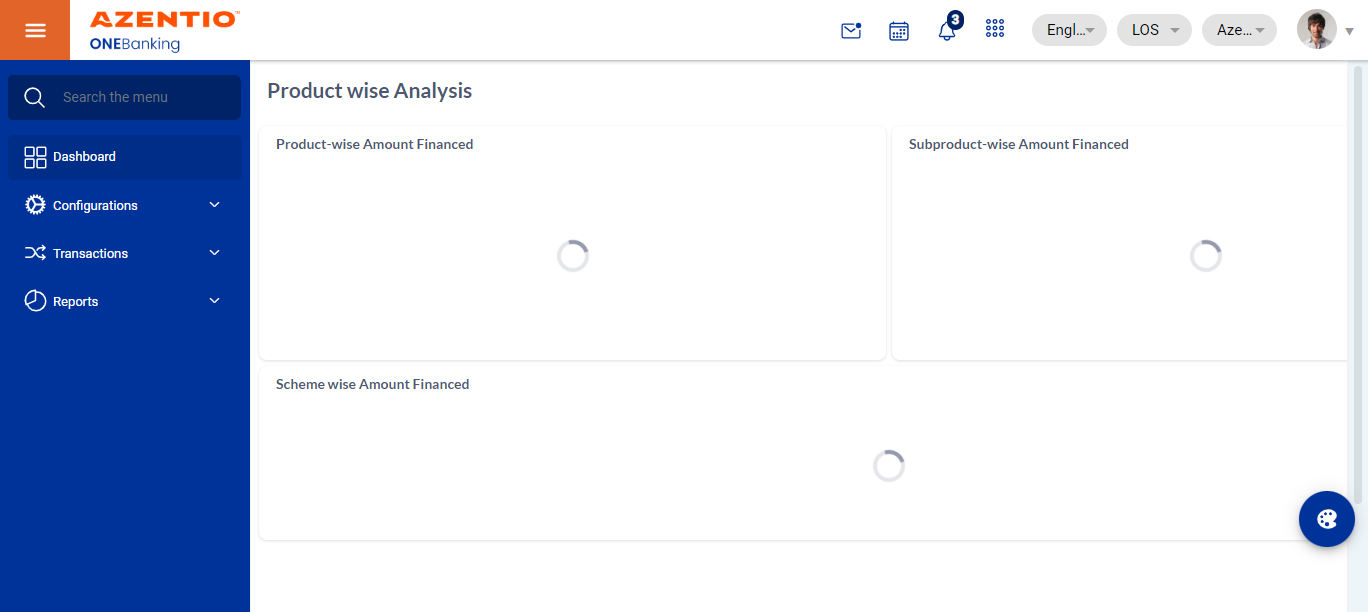 AZENTIO™
ONEBanking
3
Engl...
LOS
Aze...
Search the menu
Dashboard
Configurations
Transactions
Reports
Product wise Analysis
Product-wise Amount Financed
Subproduct-wise Amount Financed
Scheme wise Amount Financed